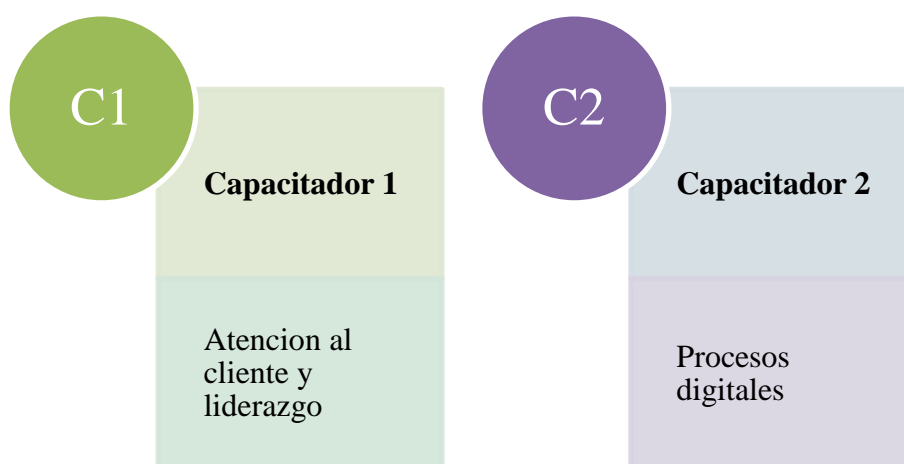 C1
Capacitador 1
Atencion al
cliente y
liderazgo
C2
Capacitador 2
Procesos
digitales